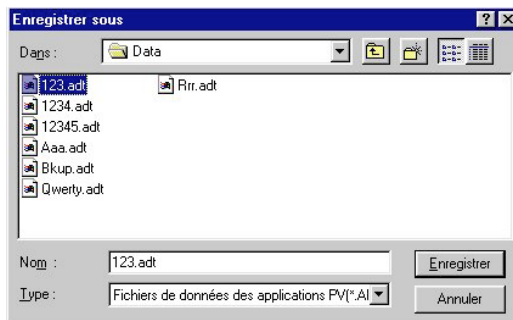 Enregistrer sous
Dans : Data
123.adt Rrr.adt
1234.adt
12345.adt
Aaa.adt
Bkup.adt
Qwerty.adt
Nom : 123.adt Enregistrer
Type : Fichiers de données des applications PV(*.Al Annuler